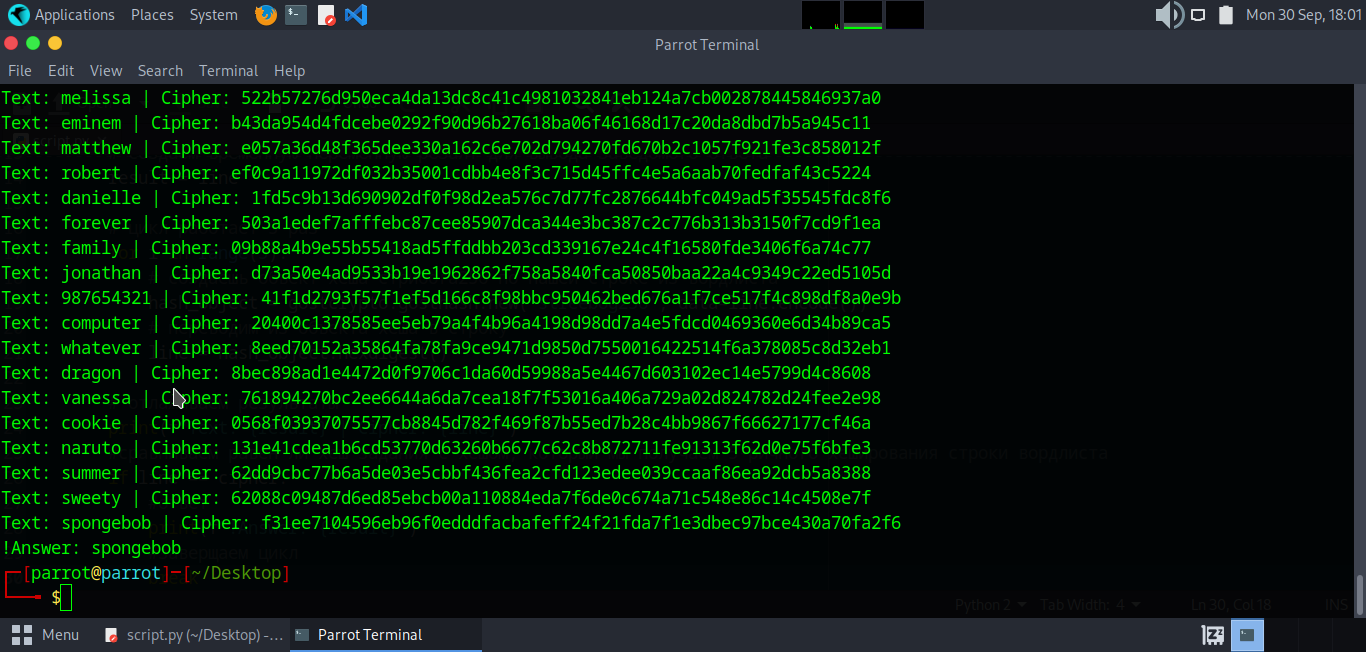 Applications Places System Mon 30 Sep, 18:01
Parrot Terminal
File Edit View Search Terminal Help
Text: melissa | Cipher: 522b57276d950eca4da13dc8c41c4981032841eb124a7cb002878445846937a0
Text: eminem | Cipher: b43da954d4fdcebe0292f90d96b27618ba06f46168d17c20da8dbd7b5a945c11
Text: matthew | Cipher: e057a36d48f365dee330a162c6e702d794270fd670b2c1057f921fe3c858012f
Text: robert | Cipher: ef0c9a11972df032b35001cdbb4e8f3c715d45ffc4e5a6aab70fedfaf43c5224
Text: danielle | Cipher: 1fd5c9b13d690902df0f98d2ea576c7d77fc2876644bfc049ad5f35545fdc8f6
Text: forever | Cipher: 503a1edef7afffebc87cee85907dca344e3bc387c2c776b313b3150f7cd9f1ea
Text: family | Cipher: 09b88a4b9e55b55418ad5ffddbb203cd339167e24c4f16580fde3406f6a74c77
Text: jonathan | Cipher: d73a50e4ad9533b19e1962862f758a5840fca50850baa22a4c9349c22ed5105d
Text: 987654321 | Cipher: 41f1d2793f57f1ef5d166c8f98bbc950462bed676a1f7ce517f4c898df8a0e9b
Text: computer | Cipher: 20400c1378585ee5eb79a4f4b96a4198d98dd7a4e5fdcd0469360e6d34b89ca5
Text: whatever | Cipher: 8eed70152a35864fa78fa9ce9471d9850d7550016422514f6a378085c8d32eb1
Text: dragon | Cipher: 8bec898ad1e4472d0f9706c1da60d59988a5e4467d603102ec14e5799d4c8608
Text: vanessa | Cipher: 761894270bc2ee6644a6da7cea18f7f53016a406a729a02d824782d24fee2e98
Text: cookie | Cipher: 0568f03937075577cb8845d782f469f87b55ed7b28c4bb9867f66627177cf46a
Text: naruto | Cipher: 131e41cdea1b6cd53770d63260b6677c62c8b872711fe91313f62d0e75f6bfe3
Text: summer | Cipher: 62dd9cbc77b6a5de03e5cbbf436fea2cfd123edee039ccaaf86ea92dcb5a8388
Text: sweety | Cipher: 62088c09487d6ed85ebcb00a110884eda7f6de0c674a71c548e86c14c4508e7f
Text: spongebob | Cipher: f31ee7104596eb96f0edddfacbafeff24f21fda7f1e3dbec97bce430a70fa2f6
!Answer: spongebob
[parrot@parrot]─[~/Desktop]
$
Python 2 Tab Width: 4 Ln 30, Col 18 INS
Menu script.py (~/Desktop) -... Parrot Terminal